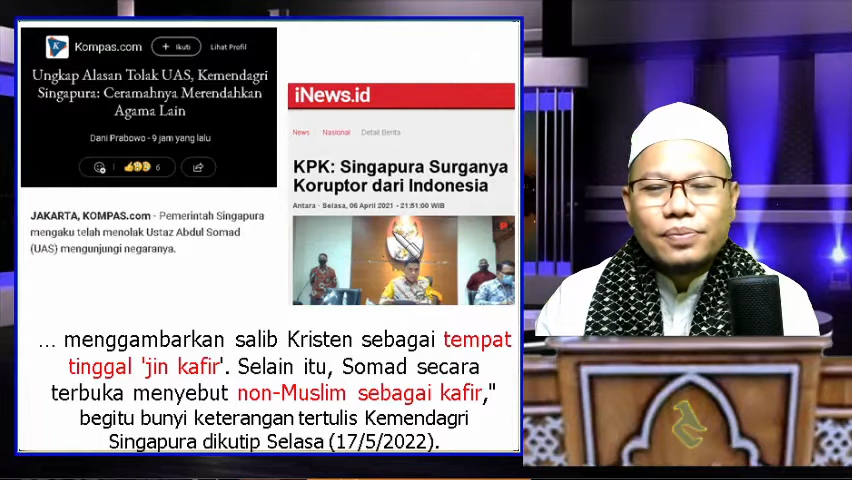 Kompas.com
+ Ikuti
Lihat Profil
Ungkap Alasan Tolak UAS, Kemendagri
Singapura: Ceramahnya Merendahkan
Agama Lain
Dani Prabowo • 9 jam yang lalu
6
JAKARTA, KOMPAS.com - Pemerintah Singapura
mengaku telah menolak Ustaz Abdul Somad
(UAS) mengunjungi negaranya.
iNews.id
News Nasional Detail Berita
KPK: Singapura Surganya
Koruptor dari Indonesia
Antara - Selasa, 06 April 2021 - 21:51:00 WIB
... menggambarkan salib Kristen sebagai tempat
tinggal 'jin kafir'. Selain itu, Somad secara
terbuka menyebut non-Muslim sebagai kafir,"
begitu bunyi keterangan tertulis Kemendagri
Singapura dikutip Selasa (17/5/2022).